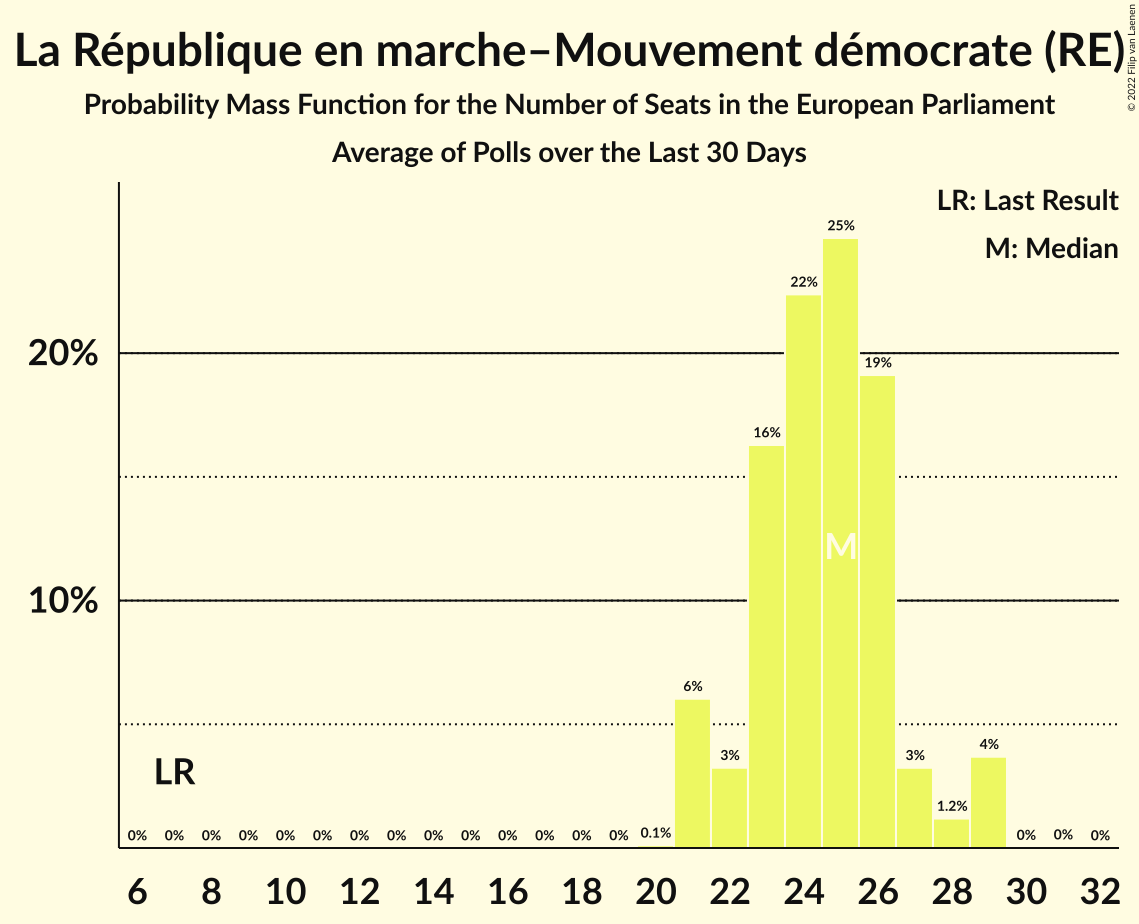 La République en marche–Mouvement démocrate (RE)
Probability Mass Function for the Number of Seats in the European Parliament
Average of Polls over the Last 30 Days
© 2022 Filip van Laenen
LR: Last Result
M: Median
25%
22%
20%
19%
16%
M
10%
6%
3%
3%
4%
1.2%
LR
0% 0% 0% 0% 0% 0% 0% 0% 0% 0% 0% 0% 0% 0% 0.1% 0% 0% 0%
6 8 10 12 14 16 18 20 22 24 26 28 30 32